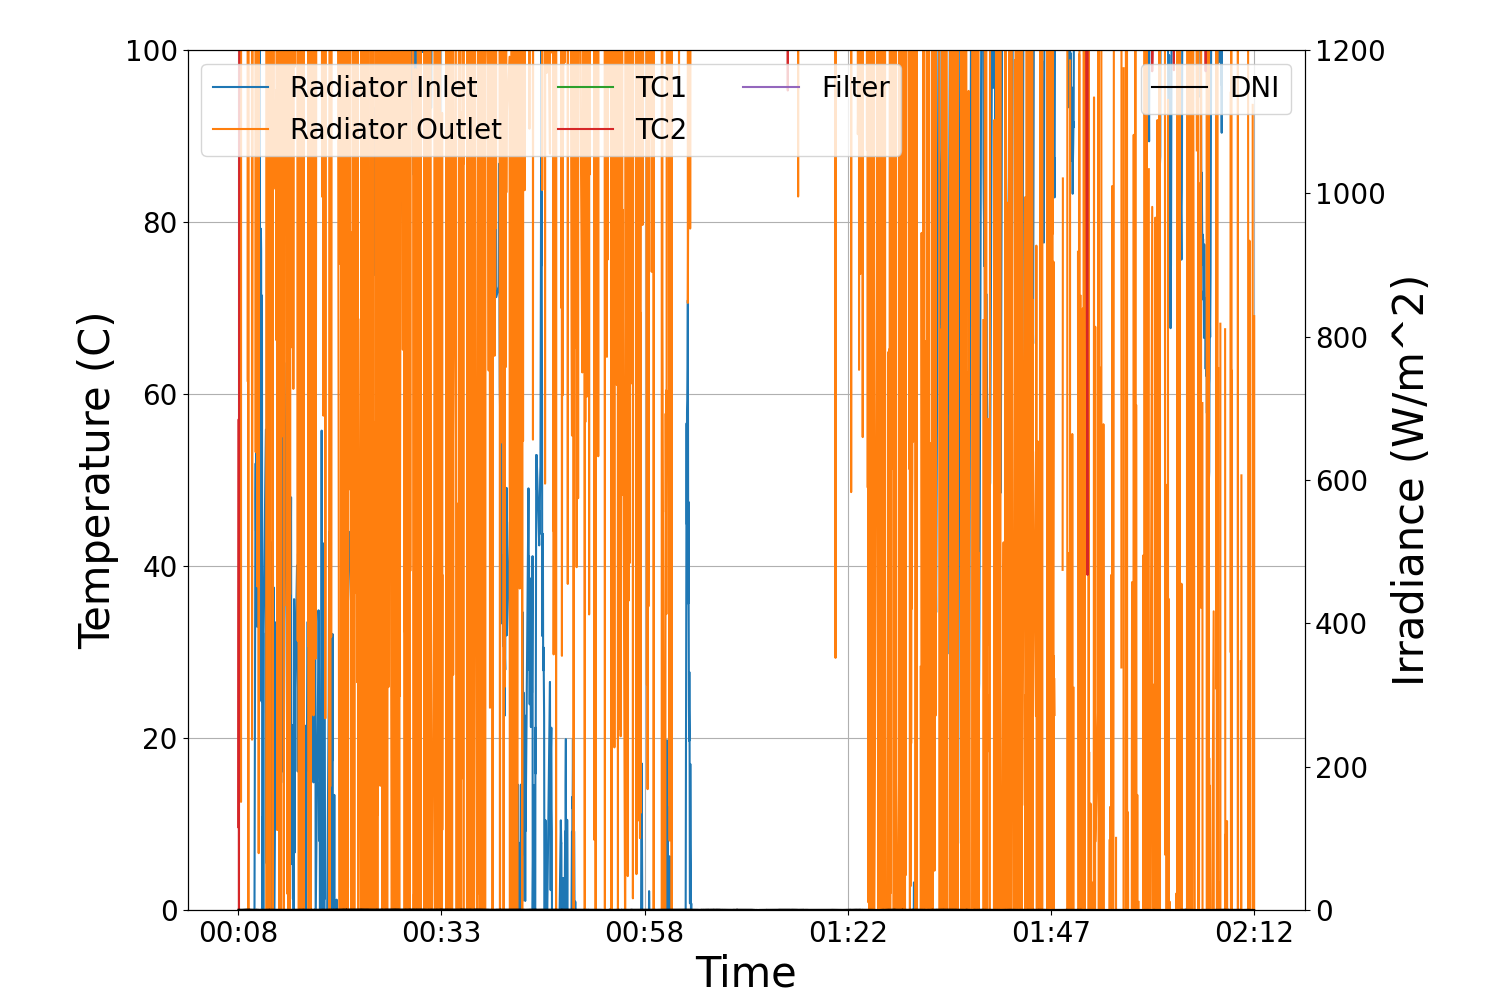 100
80
60
40
20
0
Temperature (C)
Radiator Inlet
Radiator Outlet
TC1
TC2
Filter
DNI
1200
1000
800
600
400
200
0
Irradiance (W/m^2)
00:08
00:33
00:58
01:22
01:47
02:12
Time